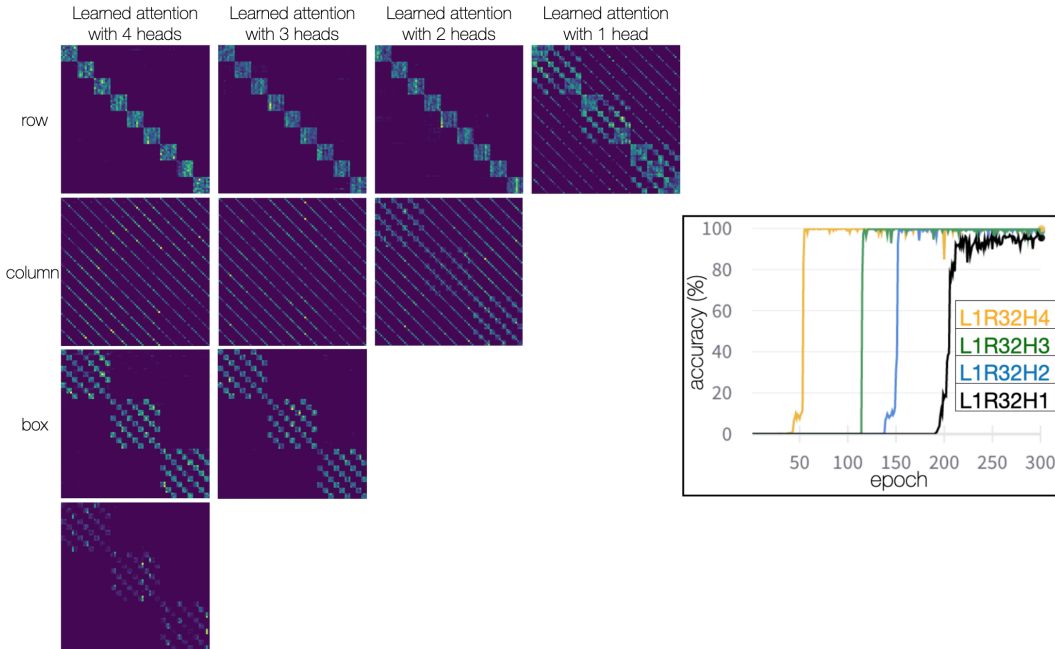 Learned attention
with 4 heads
Learned attention
with 3 heads
Learned attention
with 2 heads
Learned attention
with 1 head
row
column
box
accuracy (%)
100
80
60
40
20
0
50 100 150 200 250 300
epoch
L1R32H4
L1R32H3
L1R32H2
L1R32H1